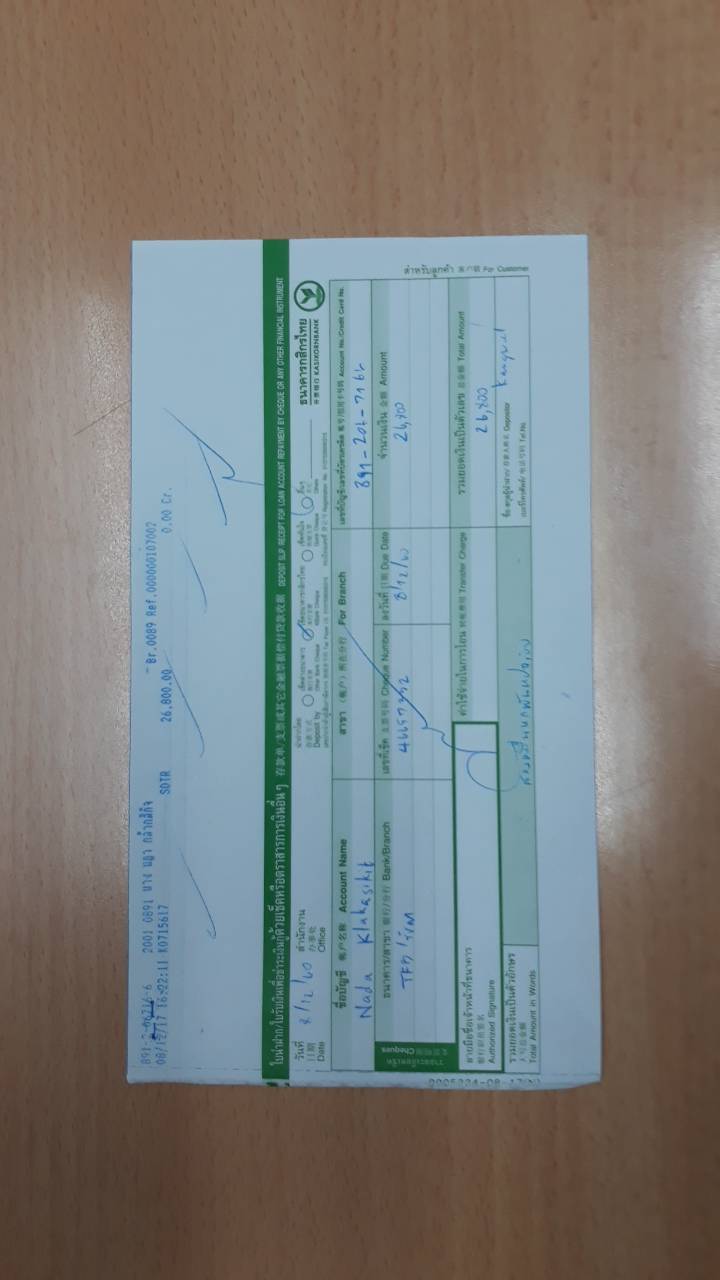 891-2-06716-6 2001 0891 นาง นฎา กล้ากสิกิจ Br.0089 Ref.000000107002
08/12/17 16:22:11 K0715617 SDTR 26,800.00 0.00 Cr.
ใบนำฝาก/ใบรับเงินเพื่อชำระเงินกู้ด้วยเช็คหรือตราสารการเงินอื่นๆ 存款单/支票或其它金融票据偿付贷款收据 DEPOSIT SLIP, RECEIPT FOR LOAN ACCOUNT REPAYMENT BY CHEQUE OR ANY OTHER FINANCIAL INSTRUMENT
วันที่ 日期 Date 8/12/60 สำนักงาน 办事处 Office
นำฝากโดย 存款方式 Deposit by เช็คต่างธนาคาร Other Bank Cheque เช็คธนาคารกสิกรไทย KBank Cheque เช็คทันใจ Quick Cheque อื่นๆ 其它 Others
ธนาคารกสิกรไทย
开泰银行 KASIKORNBANK
ชื่อบัญชี 帐户名称 Account Name สาขา (帐户) 所在分行 For Branch เลขที่บัญชี/เลขที่บัตรเครดิต 帐号/信用卡号码 Account No./Credit Card No.
Nada Klakasikit
รายละเอียดเช็ค 支票明细 Cheques
ธนาคาร/สาขา 银行/分行 Bank/Branch เลขที่เช็ค 支票号码 Cheque Number ลงวันที่ 日期 Due Date จำนวนเงิน 金额 Amount
8/12/60 26,800
ลายมือชื่อเจ้าหน้าที่ธนาคาร
银行职员签名
Authorized Signature
ค่าใช้จ่ายในการโอน 转帐费用 Transfer Charge
รวมยอดเงินเป็นตัวเลข 总金额 Total Amount
26,800
รวมยอดเงินเป็นตัวอักษร
大写总金额
Total Amount in Words
สองหมื่นหกพันแปดร้อย
ชื่อ-สกุลผู้นำฝาก/ 存款人姓名 Depositor
เบอร์โทรศัพท์/ 电话号码 Tel.No.
สำหรับลูกค้า 客户联 For Customer